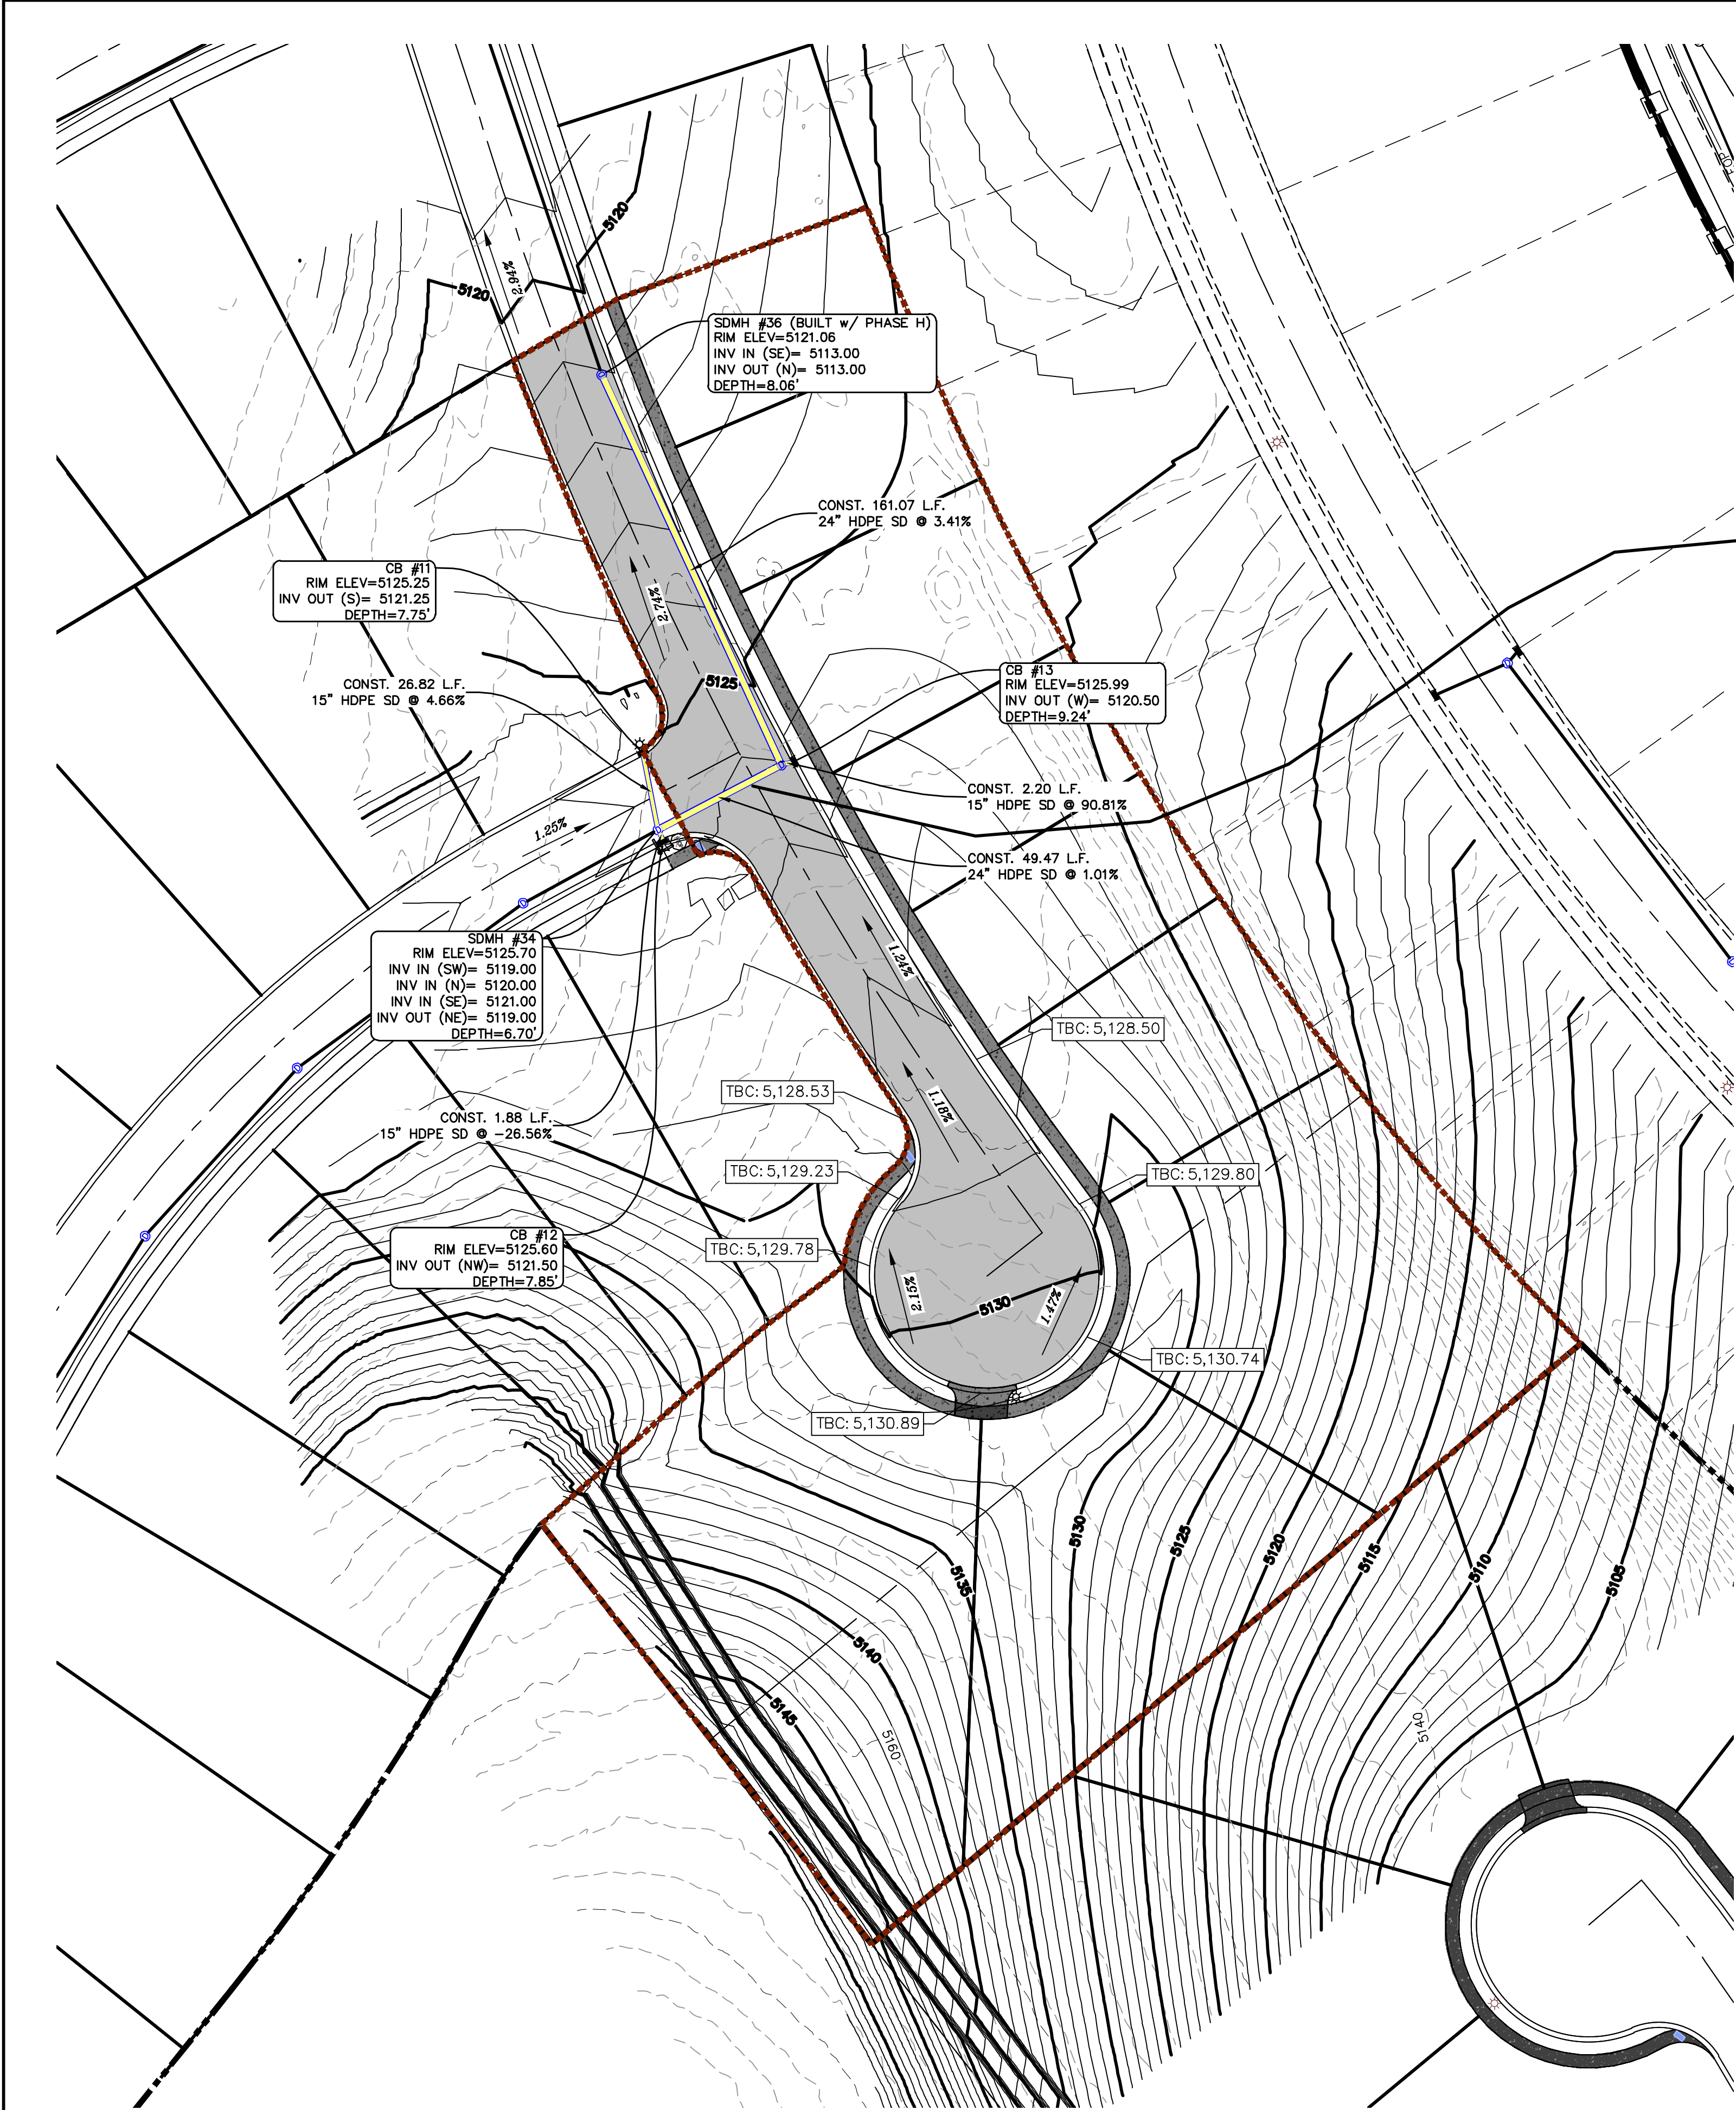 5120
5120
2.94%
SDMH #36 (BUILT w/ PHASE H)
RIM ELEV=5121.06
INV IN (SE)= 5113.00
INV OUT (N)= 5113.00
DEPTH=8.06'
CONST. 161.07 L.F.
24" HDPE SD @ 3.41%
CB #11
RIM ELEV=5125.25
INV OUT (S)= 5121.25
DEPTH=7.75'
2.74%
CONST. 26.82 L.F.
15" HDPE SD @ 4.66%
5125
CB #13
RIM ELEV=5125.99
INV OUT (W)= 5120.50
DEPTH=9.24'
CONST. 2.20 L.F.
15" HDPE SD @ 90.81%
1.25%
CONST. 49.47 L.F.
24" HDPE SD @ 1.01%
SDMH #34
RIM ELEV=5125.70
INV IN (SW)= 5119.00
INV IN (N)= 5120.00
INV IN (SE)= 5121.00
INV OUT (NE)= 5119.00
DEPTH=6.70'
1.24%
TBC: 5,128.50
TBC: 5,128.53
1.18%
CONST. 1.88 L.F.
15" HDPE SD @ -26.56%
TBC: 5,129.23
TBC: 5,129.80
CB #12
RIM ELEV=5125.60
INV OUT (NW)= 5121.50
DEPTH=7.85'
TBC: 5,129.78
2.15%
5130
1.47%
TBC: 5,130.74
TBC: 5,130.89
5130
5125
5120
5115
5110
5105
5135
5140
5145
5160
5140